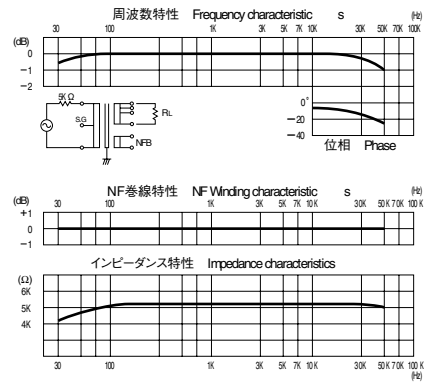 周波数特性 Frequency characteristic s (Hz)
30 100 1K 3K 5K 7K 10K 30K 50K 70K 100K
(dB)
0
−1
−2
5KΩ
S.G
RL
NFB
0°
−20
−40
位相 Phase
NF巻線特性 NF Winding characteristic s (Hz)
(dB) 30 100 1K 3K 5K 7K 10K 30K 50K 70K 100K
+1
0
−1
インピーダンス特性 Impedance characteristics
(Ω)
6K
5K
4K
30 100 1K 3K 5K 7K 10K 30K 50K 70K 100K
(Hz)